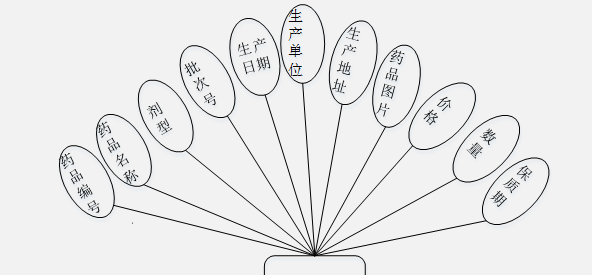 药品编号
药品名称
剂型
批次号
生产日期
生产单位
生产地址
药品图片
价格
数量
保质期